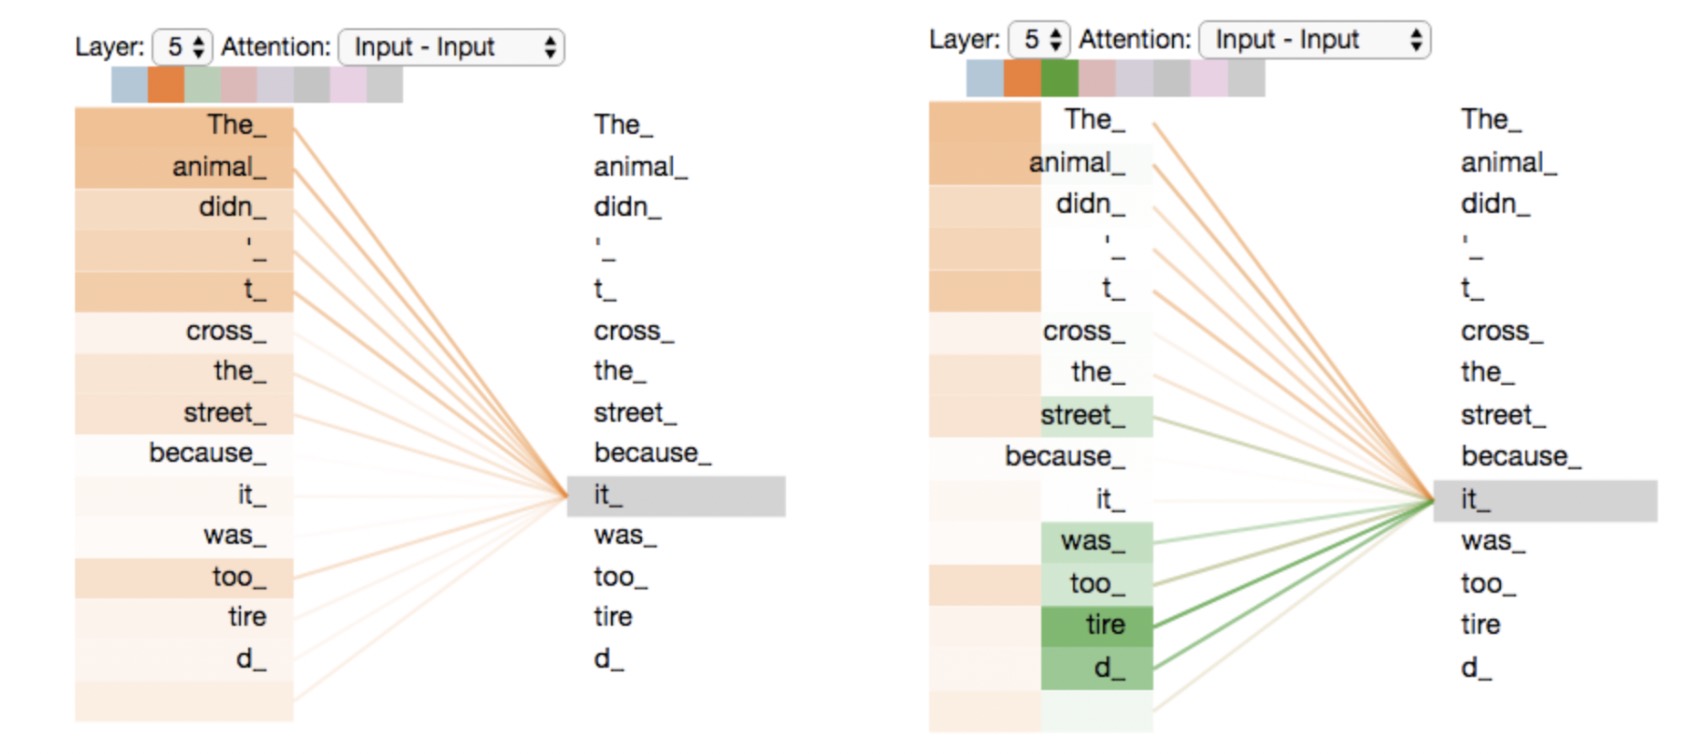 Layer: 5 Attention: Input - Input
The_ The_
animal_ animal_
didn_ didn_
'_ '_
t_ t_
cross_ cross_
the_ the_
street_ street_
because_ because_
it_ it_
was_ was_
too_ too_
tire tire
d_ d_
Layer: 5 Attention: Input - Input
The_ The_
animal_ animal_
didn_ didn_
'_ '_
t_ t_
cross_ cross_
the_ the_
street_ street_
because_ because_
it_ it_
was_ was_
too_ too_
tire tire
d_ d_